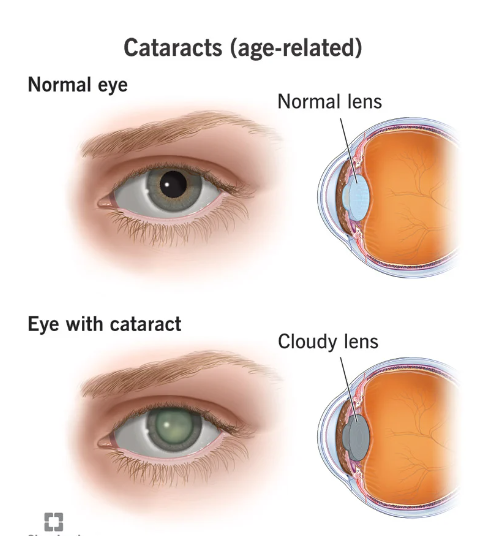 Cataracts (age-related)
Normal eye
Normal lens
Eye with cataract
Cloudy lens